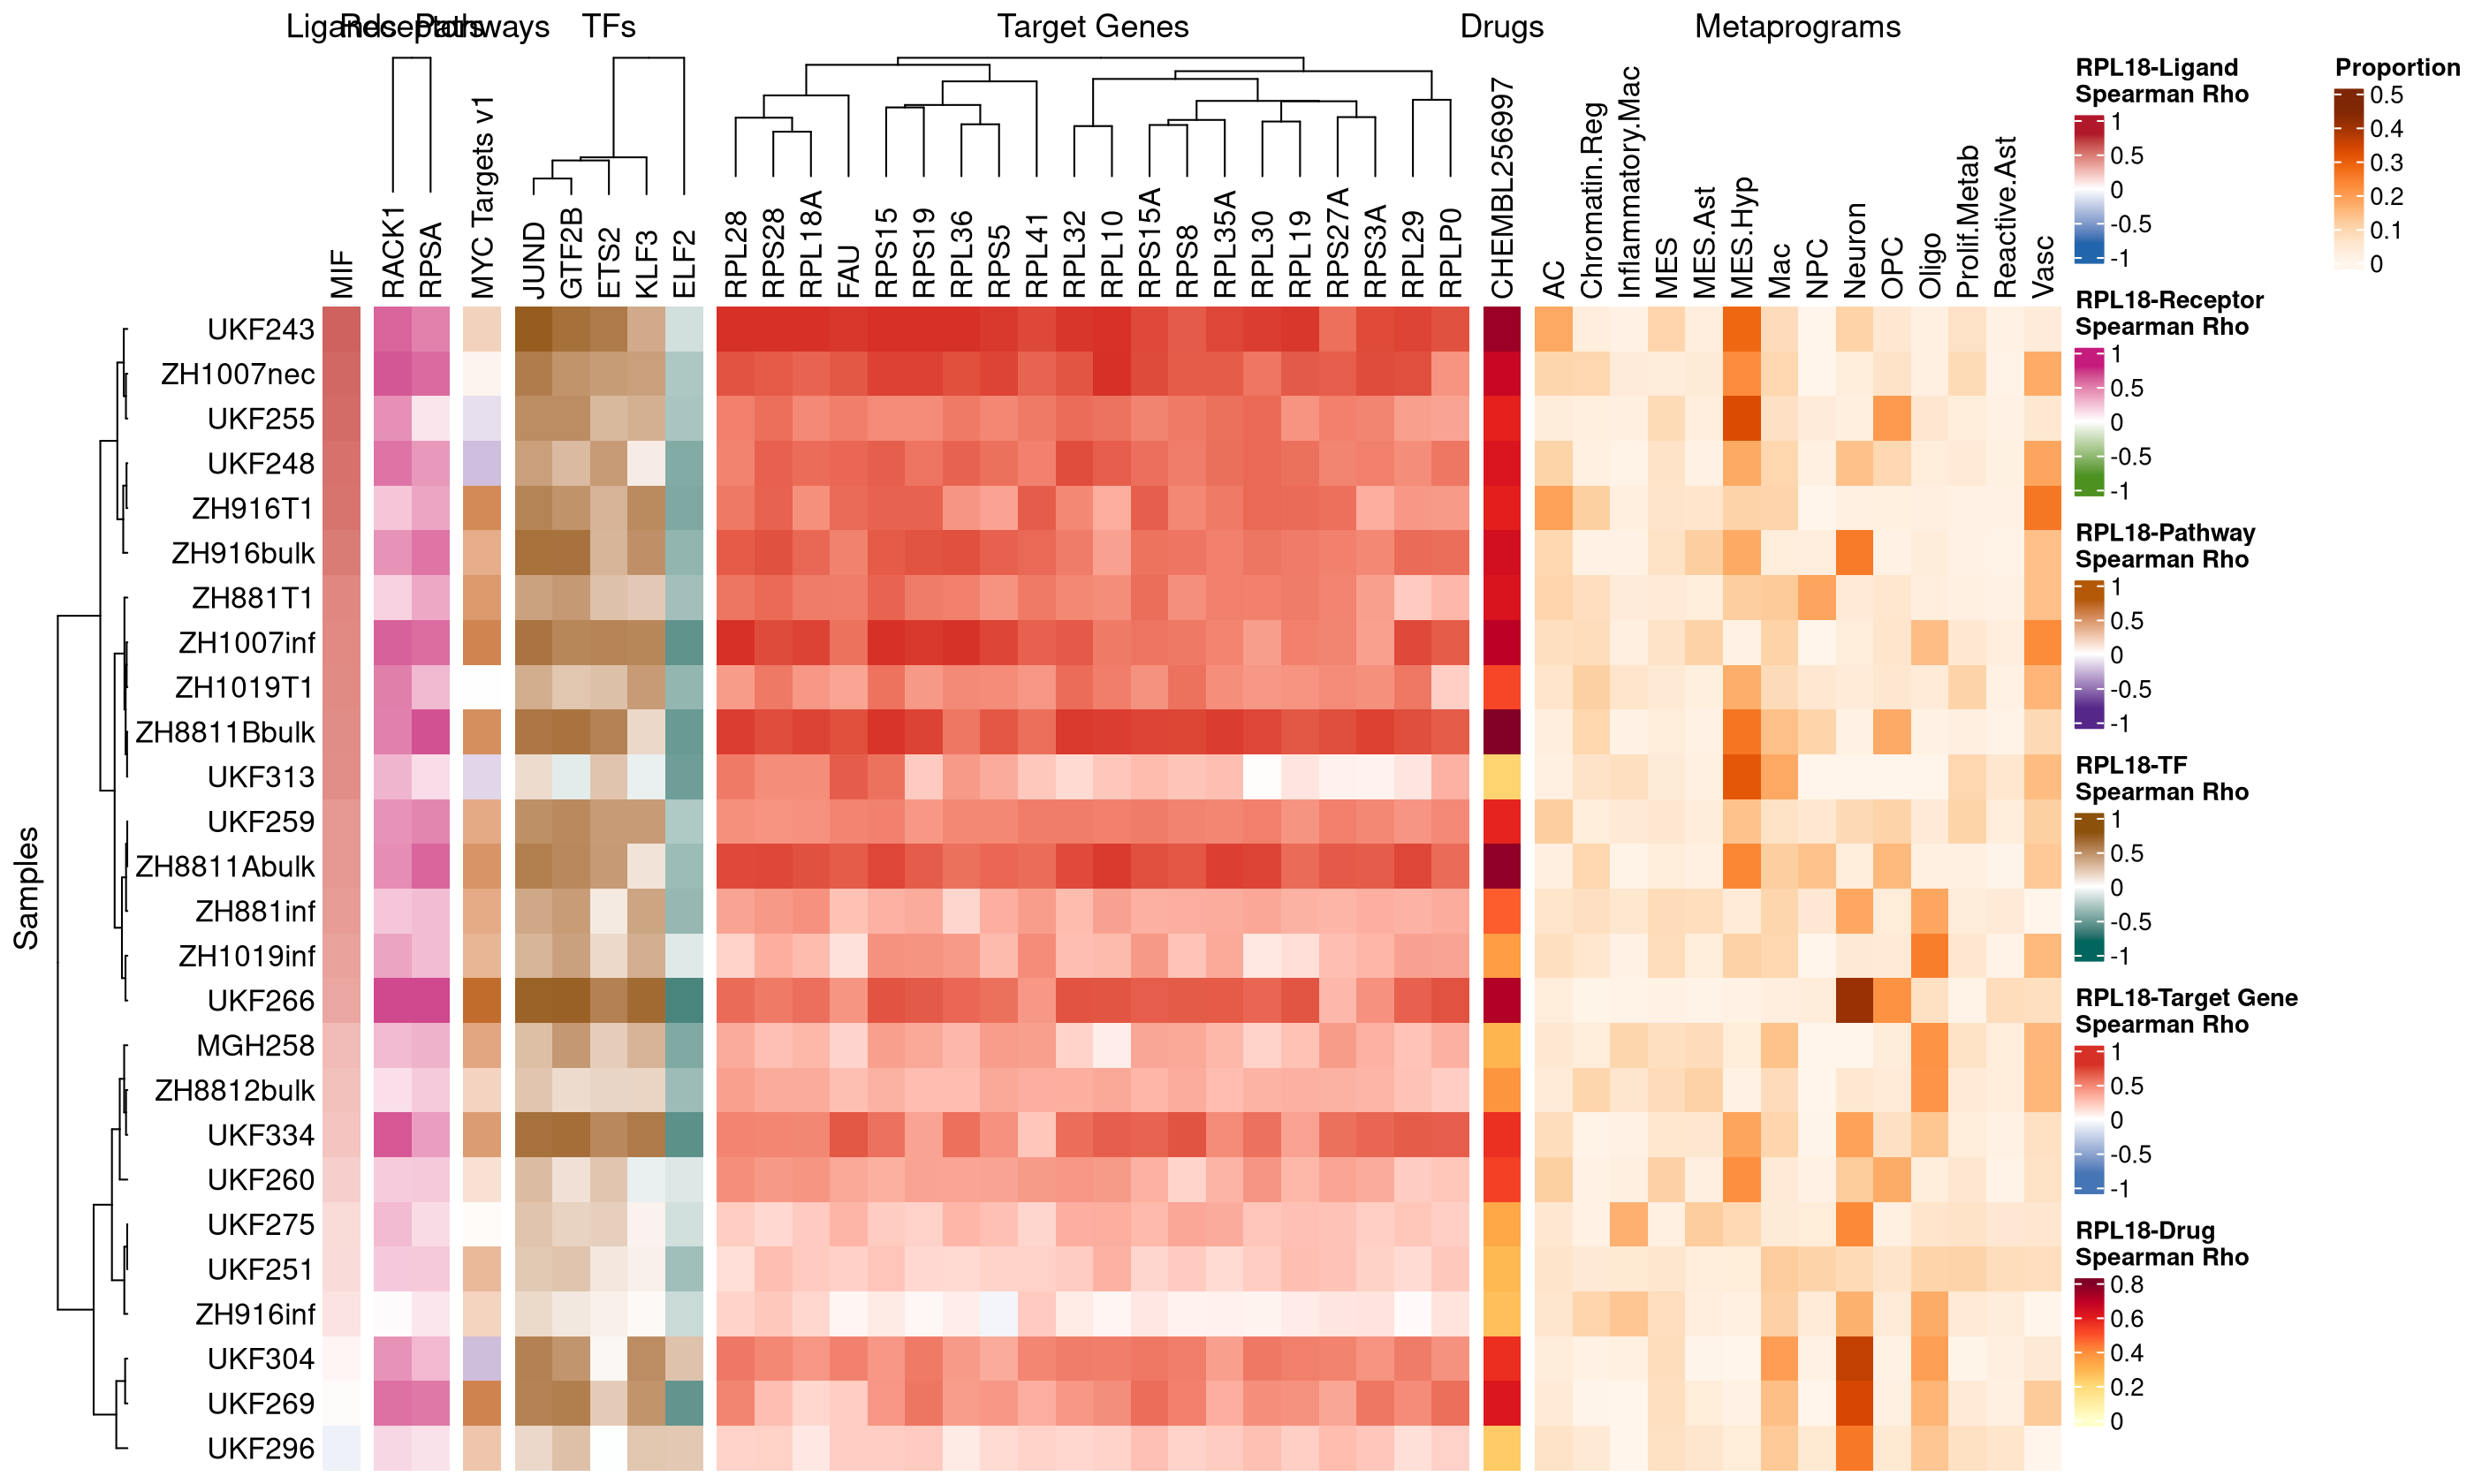 Ligands Receptors Pathways TFs Target Genes Drugs Metaprograms
MIF
RACK1
RPSA
MYC Targets v1
JUND
GTF2B
ETS2
KLF3
ELF2
RPL28
RPS28
RPL18A
FAU
RPS15
RPS19
RPL36
RPS5
RPL41
RPL32
RPL10
RPS15A
RPS8
RPL35A
RPL30
RPL19
RPS27A
RPS3A
RPL29
RPLP0
CHEMBL256997
AC
Chromatin.Reg
Inflammatory.Mac
MES
MES.Ast
MES.Hyp
Mac
NPC
Neuron
OPC
Oligo
Prolif.Metab
Reactive.Ast
Vasc
Samples
UKF243
ZH1007nec
UKF255
UKF248
ZH916T1
ZH916bulk
ZH881T1
ZH1007inf
ZH1019T1
ZH8811Bbulk
UKF313
UKF259
ZH8811Abulk
ZH881inf
ZH1019inf
UKF266
MGH258
ZH8812bulk
UKF334
UKF260
UKF275
UKF251
ZH916inf
UKF304
UKF269
UKF296
RPL18-Ligand
Spearman Rho
1
0.5
0
-0.5
-1
RPL18-Receptor
Spearman Rho
1
0.5
0
-0.5
-1
RPL18-Pathway
Spearman Rho
1
0.5
0
-0.5
-1
RPL18-TF
Spearman Rho
1
0.5
0
-0.5
-1
RPL18-Target Gene
Spearman Rho
1
0.5
0
-0.5
-1
RPL18-Drug
Spearman Rho
0.8
0.6
0.4
0.2
0
Proportion
0.5
0.4
0.3
0.2
0.1
0